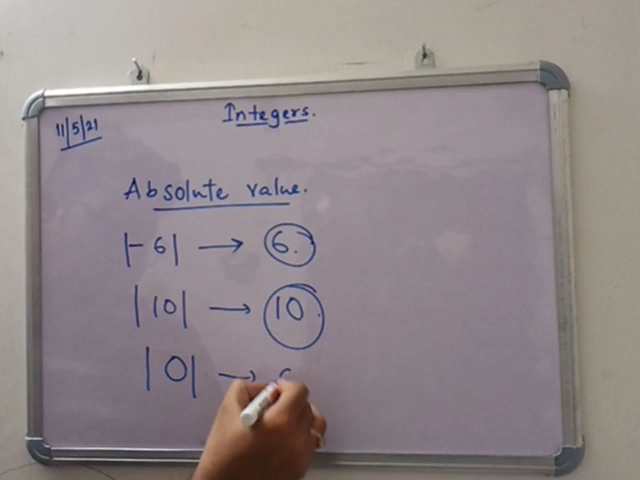 Integers.
11/5/21
Absolute value.
|-6| → 6.
|10| → 10.
|0| →